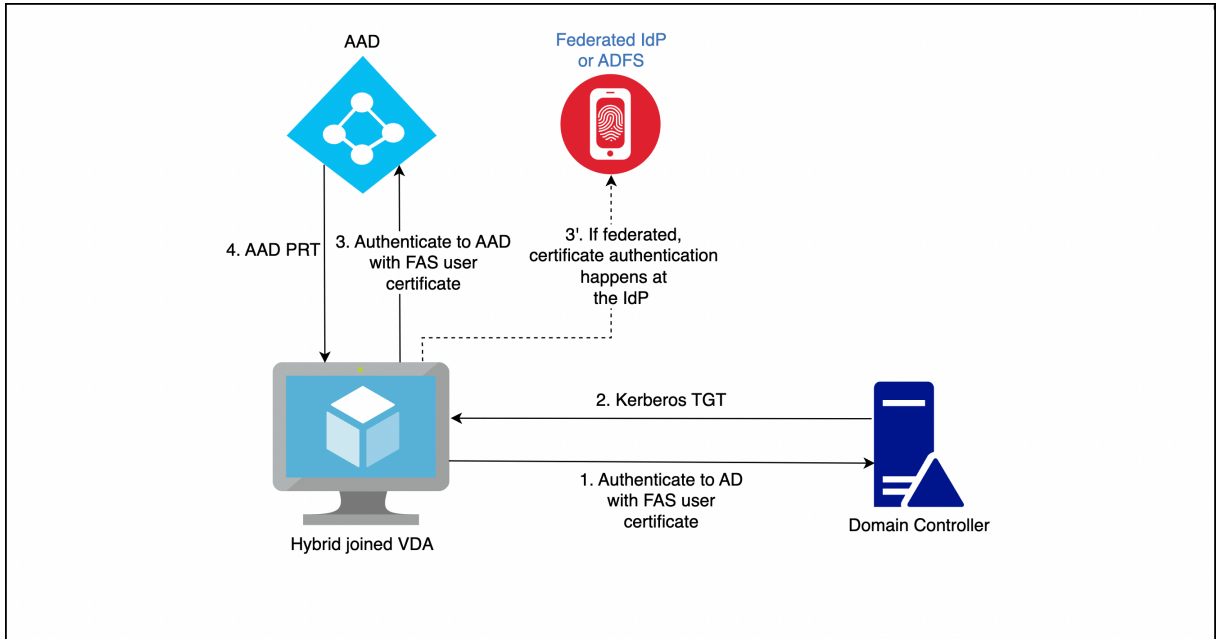 AAD
Federated IdP
or ADFS
4. AAD PRT
3. Authenticate to AAD
with FAS user
certificate
3'. If federated,
certificate authentication
happens at
the IdP
2. Kerberos TGT
1. Authenticate to AD
with FAS user
certificate
Hybrid joined VDA
Domain Controller